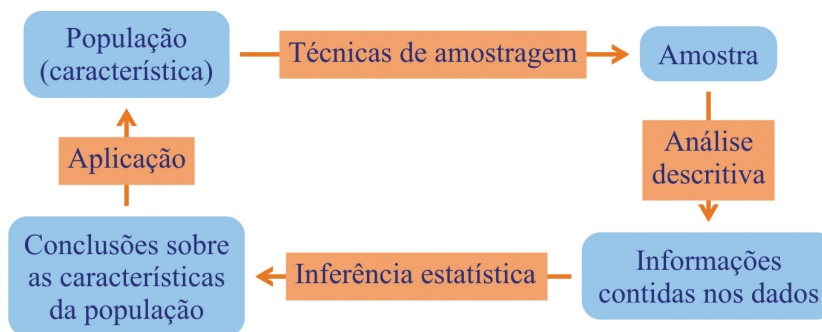 População
(característica)
Técnicas de amostragem
Amostra
Análise
descritiva
Informações
contidas nos dados
Inferência estatística
Conclusões sobre
as características
da população
Aplicação